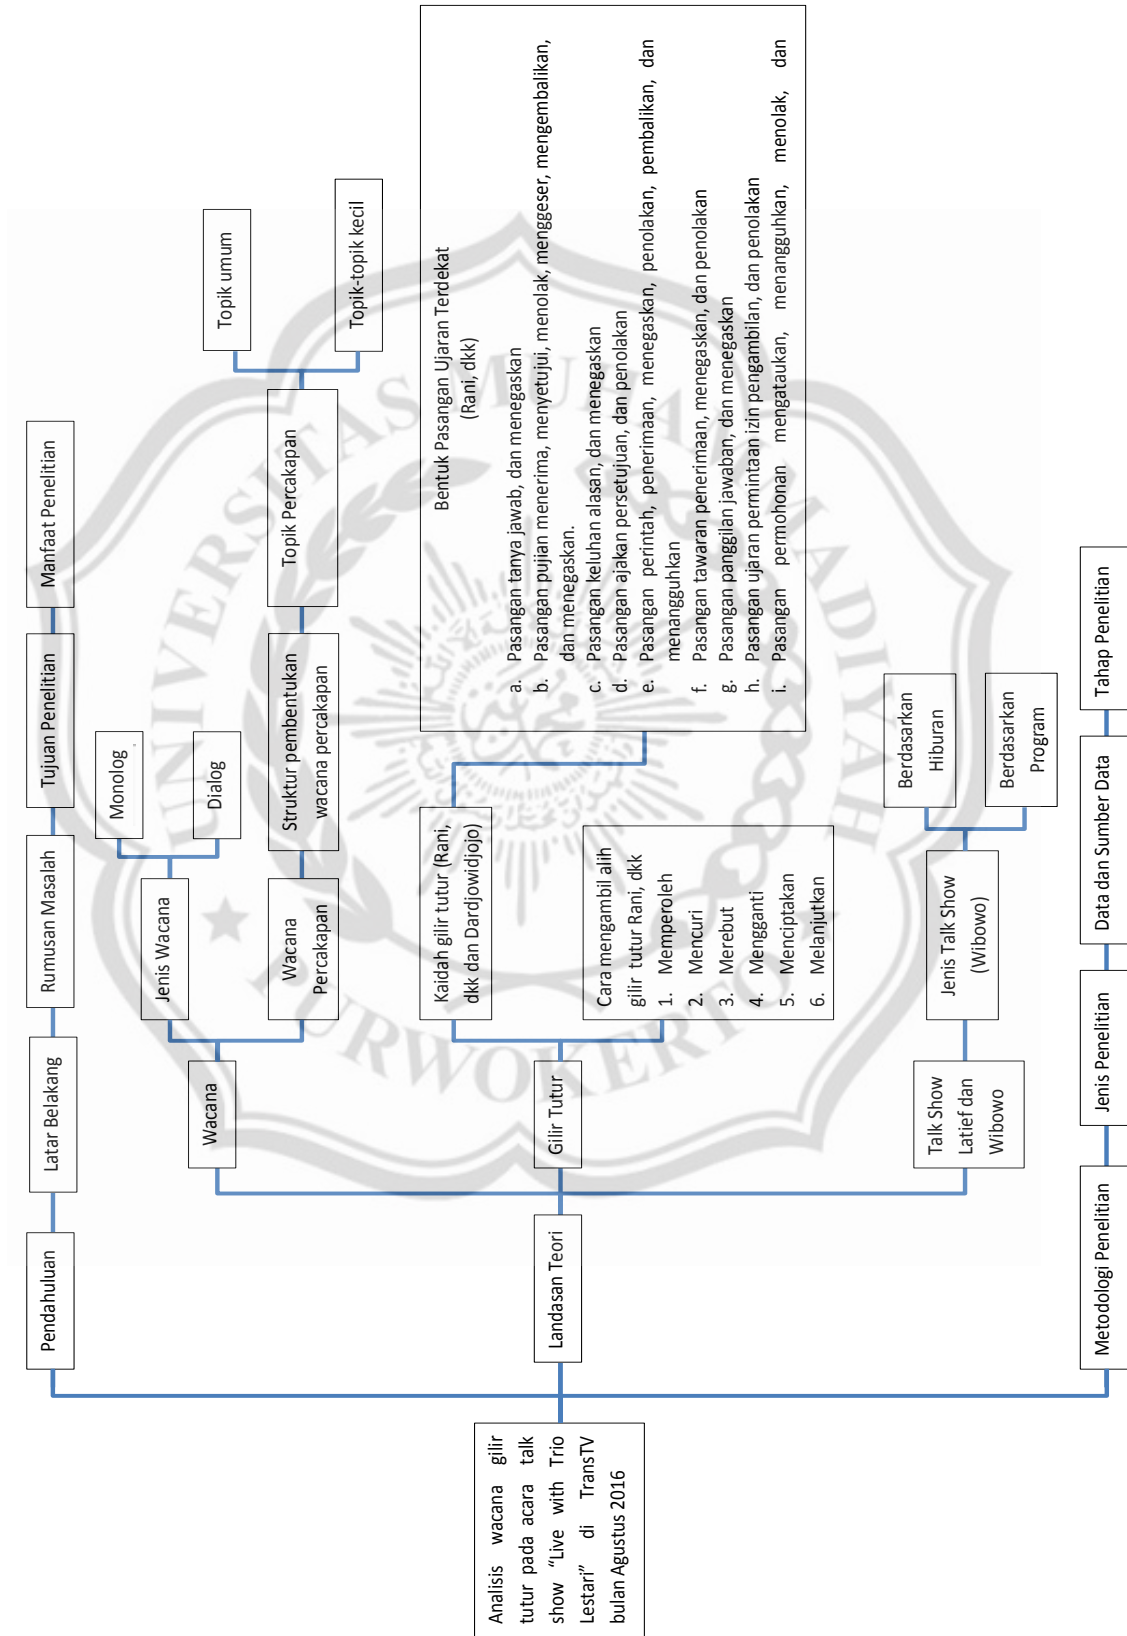 Analisis wacana gilir
tutur pada acara talk
show "Live with Trio
Lestari" di TransTV
bulan Agustus 2016
Pendahuluan
Latar Belakang
Rumusan Masalah
Tujuan Penelitian
Manfaat Penelitian
Landasan Teori
Wacana
Jenis Wacana
Monolog
Dialog
Wacana
Percakapan
Struktur pembentukan
wacana percakapan
Topik Percakapan
Topik umum
Topik-topik kecil
Gilir Tutur
Kaidah gilir tutur (Rani,
dkk dan Dardjowidjojo)
Bentuk Pasangan Ujaran Terdekat
(Rani, dkk)
a. Pasangan tanya jawab, dan menegaskan
b. Pasangan pujian menerima, menyetujui, menolak, menggeser, mengembalikan,
dan menegaskan.
c. Pasangan keluhan alasan, dan menegaskan
d. Pasangan ajakan persetujuan, dan penolakan
e. Pasangan perintah, penerimaan, menegaskan, penolakan, pembalikan, dan
menangguhkan
f. Pasangan tawaran penerimaan, menegaskan, dan penolakan
g. Pasangan panggilan jawaban, dan menegaskan
h. Pasangan ujaran permintaan izin pengambilan, dan penolakan
i. Pasangan permohonan mengataukan, menangguhkan, menolak, dan
Cara mengambil alih
gilir tutur Rani, dkk
1. Memperoleh
2. Mencuri
3. Merebut
4. Mengganti
5. Menciptakan
6. Melanjutkan
Talk Show
Latief dan
Wibowo
Jenis Talk Show
(Wibowo)
Berdasarkan
Hiburan
Berdasarkan
Program
Metodologi Penelitian
Jenis Penelitian
Data dan Sumber Data
Tahap Penelitian
UNIVERSITAS MUHAMMADIYAH
PURWOKERTO